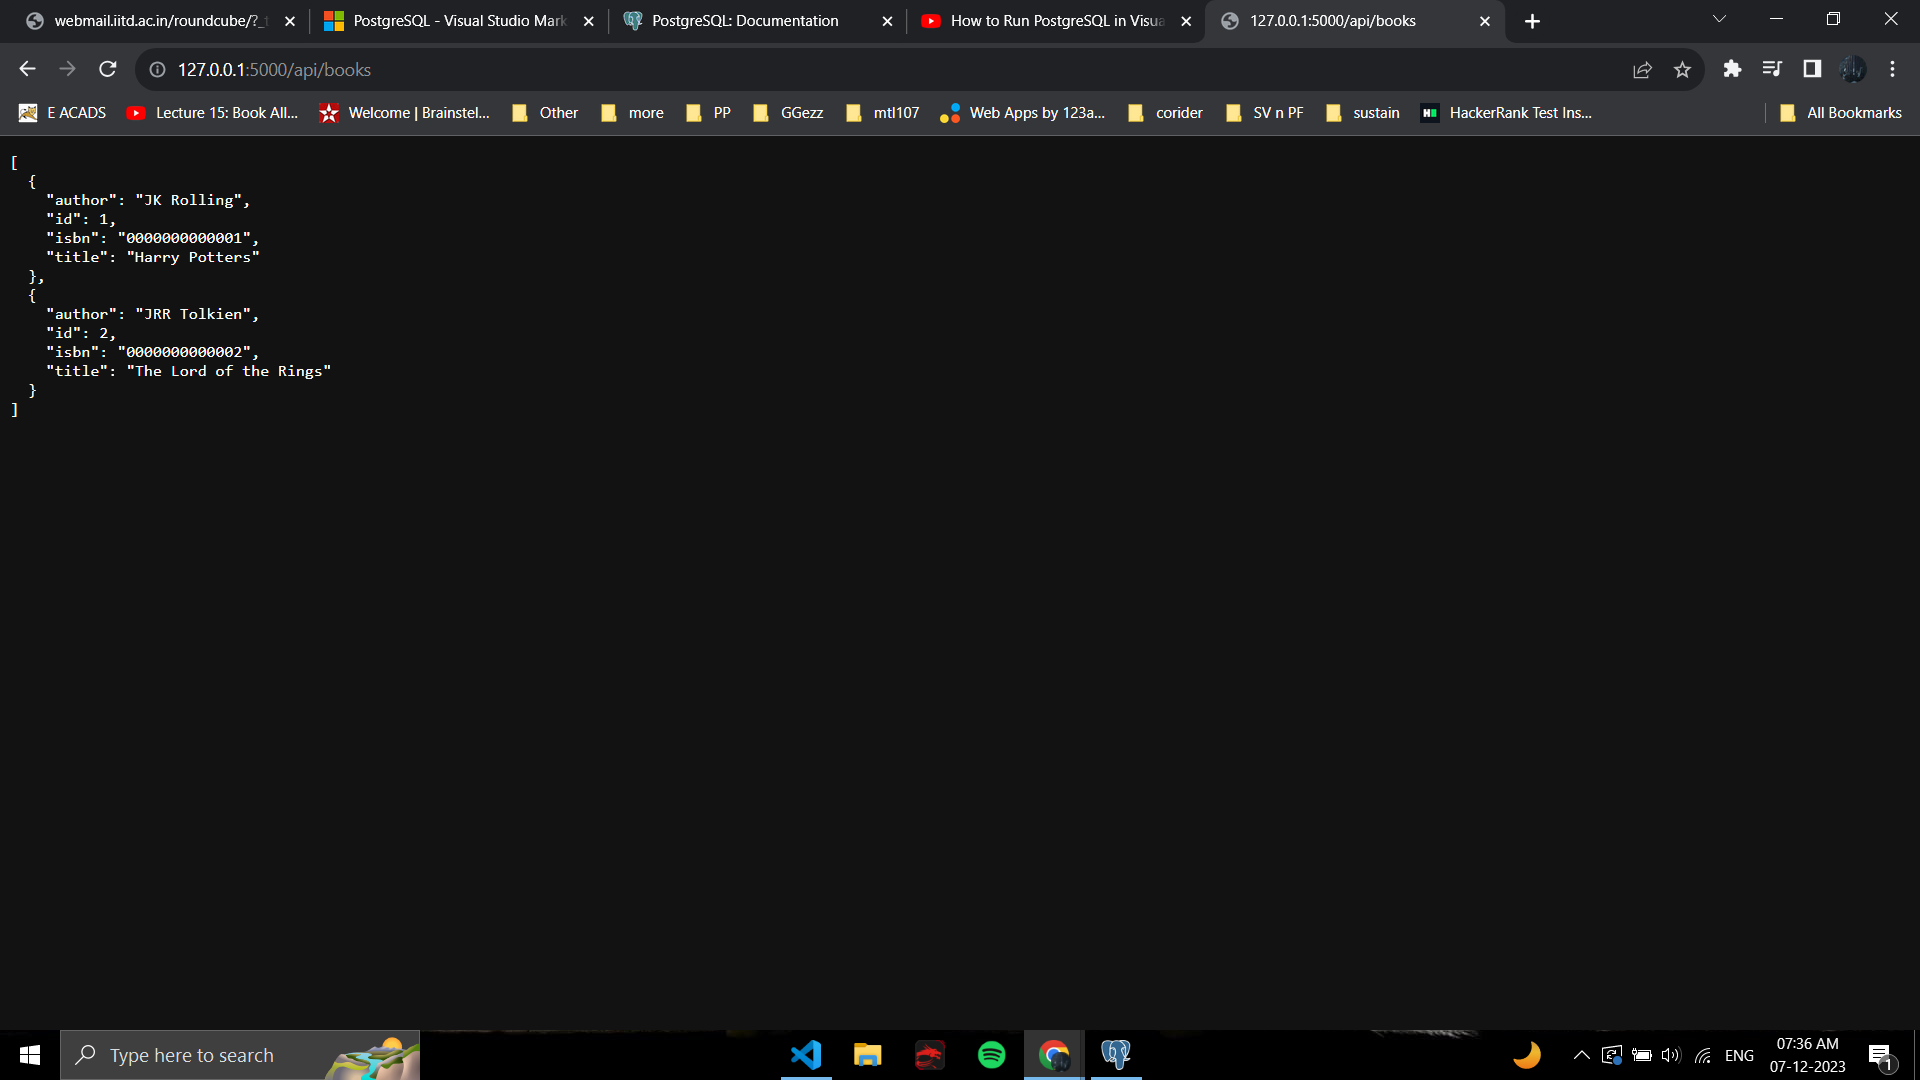 webmail.iitd.ac.in/roundcube/?_t
PostgreSQL - Visual Studio Mark
PostgreSQL: Documentation
How to Run PostgreSQL in Visua
127.0.0.1:5000/api/books
127.0.0.1:5000/api/books
E ACADS
Lecture 15: Book All...
Welcome | Brainstel...
Other
more
PP
GGezz
mtl107
Web Apps by 123a...
corider
SV n PF
sustain
HackerRank Test Ins...
All Bookmarks
[
{
"author": "JK Rolling",
"id": 1,
"isbn": "0000000000001",
"title": "Harry Potters"
},
{
"author": "JRR Tolkien",
"id": 2,
"isbn": "0000000000002",
"title": "The Lord of the Rings"
}
]
Type here to search
ENG
07:36 AM
07-12-2023
1